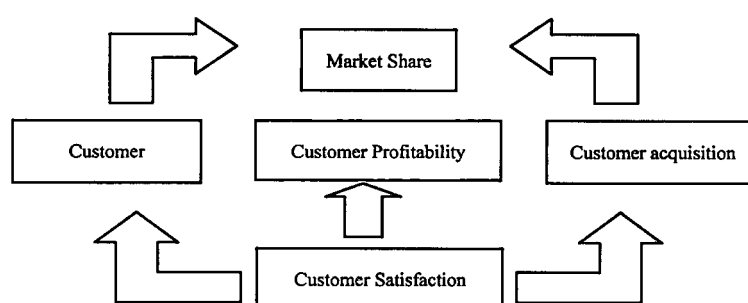 Market Share
Customer
Customer Profitability
Customer acquisition
Customer Satisfaction